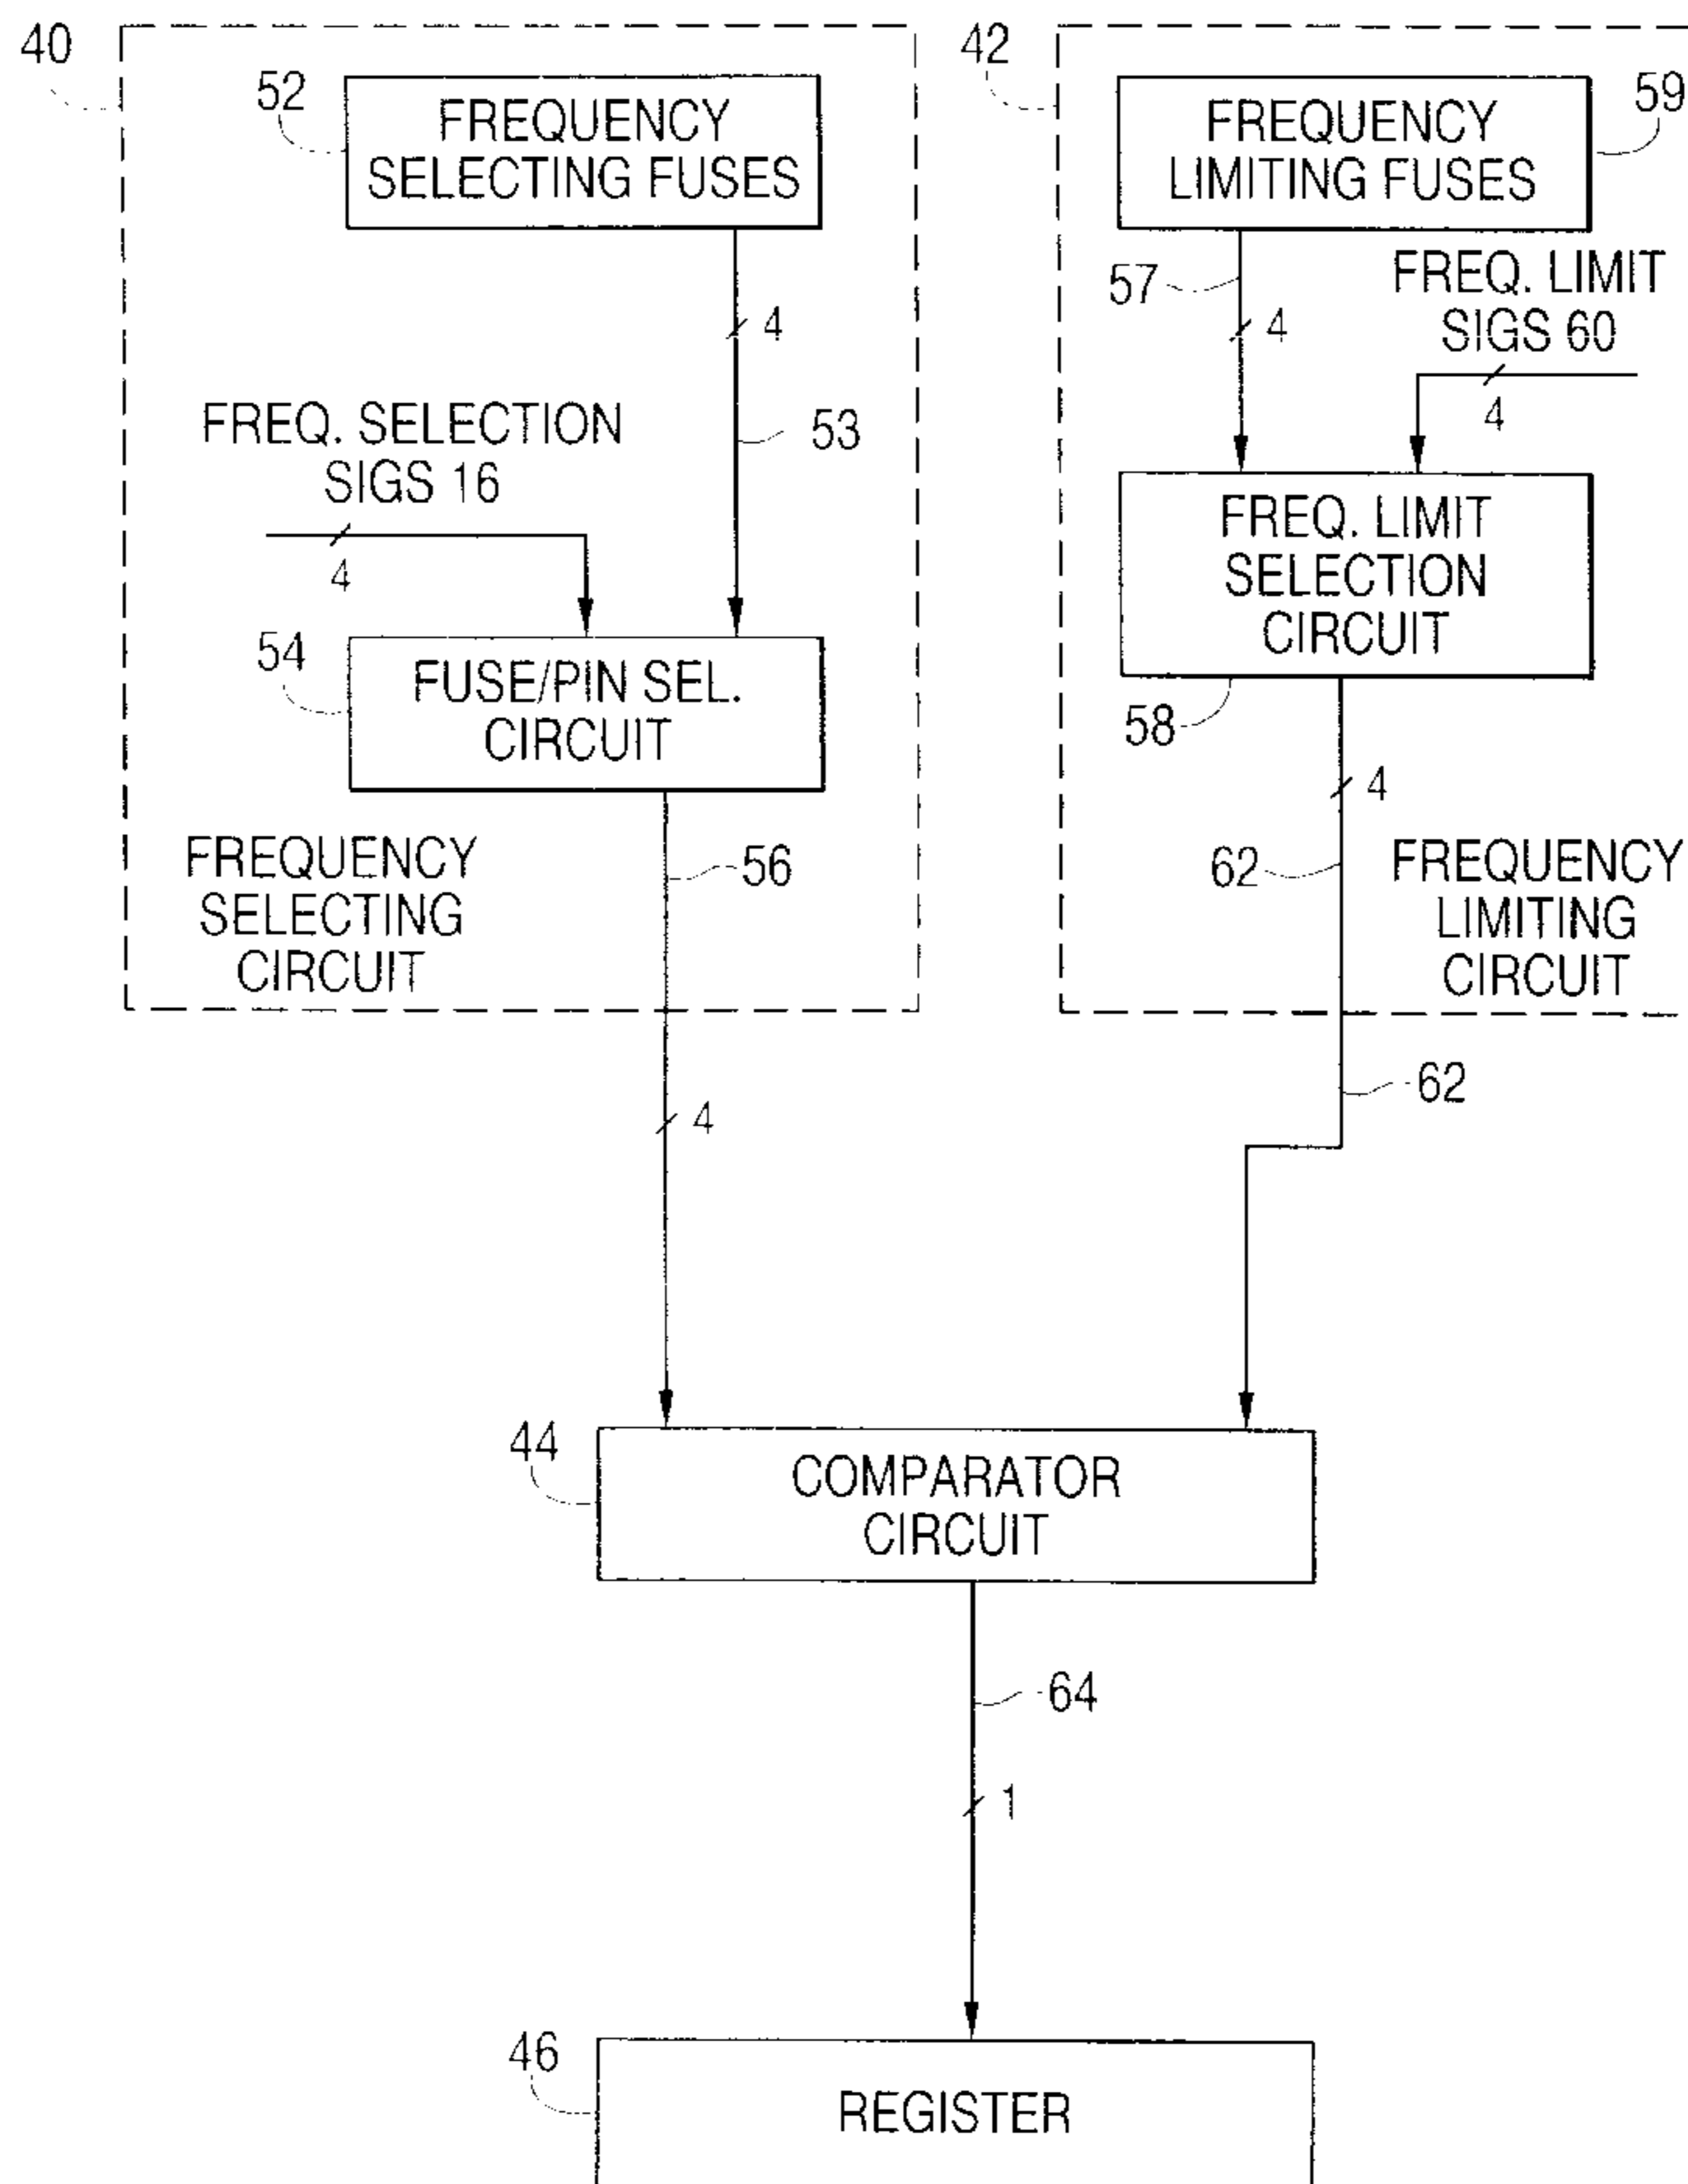 40
52
FREQUENCY
SELECTING FUSES
4
53
FREQ. SELECTION
SIGS 16
4
54
FUSE/PIN SEL.
CIRCUIT
56
FREQUENCY
SELECTING
CIRCUIT
4
42
59
FREQUENCY
LIMITING FUSES
57
4
FREQ. LIMIT
SIGS 60
4
FREQ. LIMIT
SELECTION
CIRCUIT
58
4
62
FREQUENCY
LIMITING
CIRCUIT
62
44
COMPARATOR
CIRCUIT
64
1
46
REGISTER